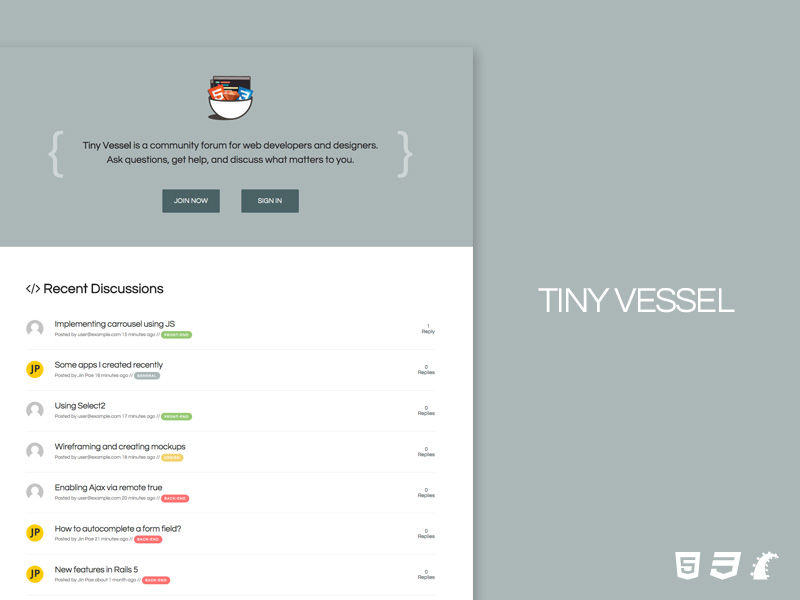 { Tiny Vessel is a community forum for web developers and designers. }
Ask questions, get help, and discuss what matters to you.
JOIN NOW
SIGN IN
</> Recent Discussions
Implementing carrousel using JS
Posted by user@example.com 15 minutes ago // FRONT-END
1
Reply
JP
Some apps I created recently
Posted by Jin Pae 16 minutes ago // GENERAL
0
Replies
Using Select2
Posted by user@example.com 17 minutes ago // FRONT-END
0
Replies
Wireframing and creating mockups
Posted by user@example.com 18 minutes ago // DESIGN
0
Replies
Enabling Ajax via remote true
Posted by user@example.com 20 minutes ago // BACK-END
0
Replies
JP
How to autocomplete a form field?
Posted by Jin Pae 21 minutes ago // BACK-END
0
Replies
JP
New features in Rails 5
Posted by Jin Pae about 1 month ago // BACK-END
0
Replies
TINY VESSEL